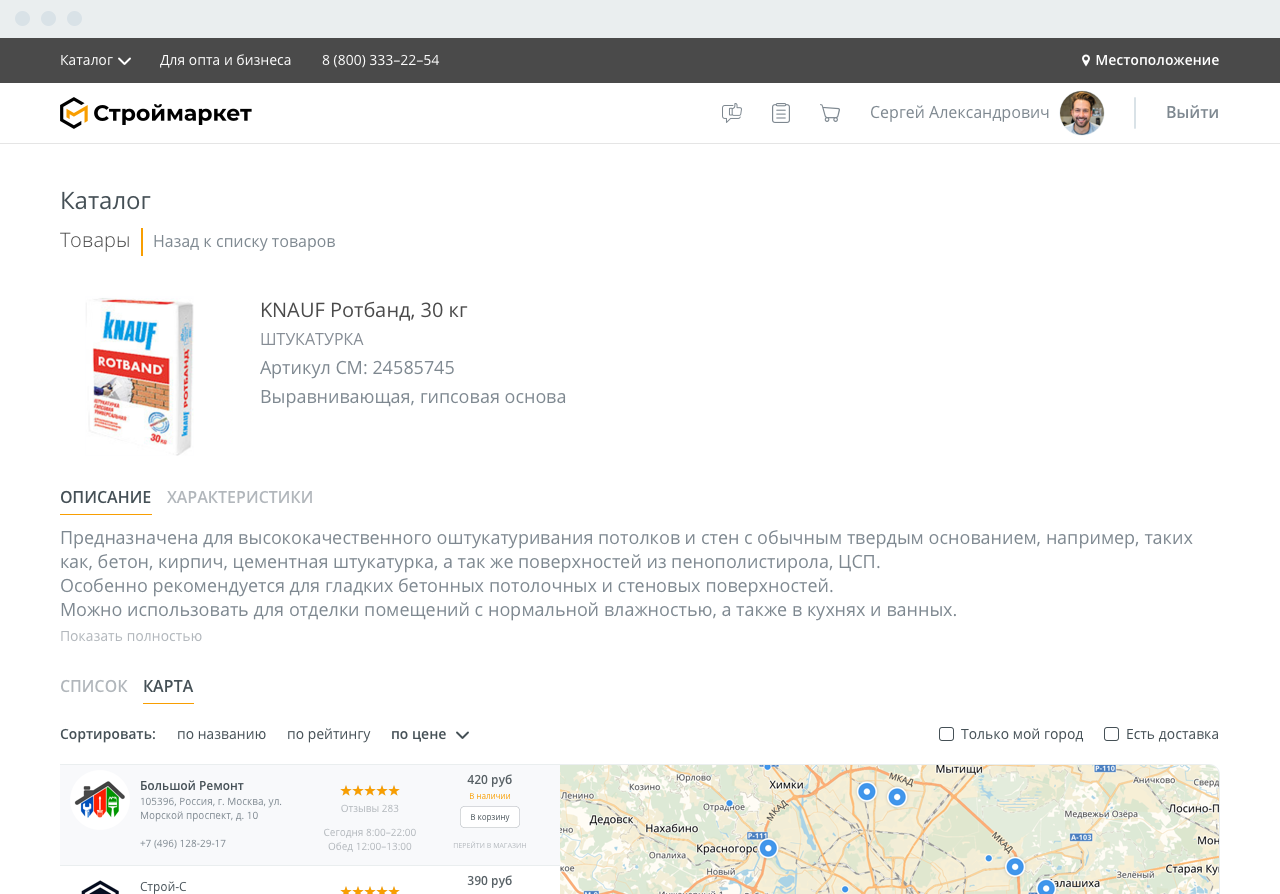 Каталог
Для опта и бизнеса
8 (800) 333–22–54
Местоположение
Строймаркет
Сергей Александрович
Выйти
Каталог
Товары
Назад к списку товаров
KNAUF
ROTBAND
РОТБАНД
30 кг
KNAUF Ротбанд, 30 кг
ШТУКАТУРКА
Артикул СМ: 24585745
Выравнивающая, гипсовая основа
ОПИСАНИЕ
ХАРАКТЕРИСТИКИ
Предназначена для высококачественного оштукатуривания потолков и стен с обычным твердым основанием, например, таких
как, бетон, кирпич, цементная штукатурка, а так же поверхностей из пенополистирола, ЦСП.
Особенно рекомендуется для гладких бетонных потолочных и стеновых поверхностей.
Можно использовать для отделки помещений с нормальной влажностью, а также в кухнях и ванных.
Показать полностью
СПИСОК
КАРТА
Сортировать:
по названию
по рейтингу
по цене
Только мой город
Есть доставка
Большой Ремонт
105396, Россия, г. Москва, ул.
Морской проспект, д. 10
+7 (496) 128-29-17
Отзывы 283
Сегодня 8:00–22:00
Обед 12:00–13:00
420 руб
В наличии
В корзину
ПЕРЕЙТИ В МАГАЗИН
Строй-С
390 руб
Юрлово
Химки
Мытищи
Р-110
Аничково
Сверд
Ленино
Козино
Отрадное
МКАД
Медвежьи Озера
Лосино-П
Дедовск
Нахабино
Р-111
Красногорс
МКАД
А-103
Мон
Опалиха
Новый
Зеленый
Старая Ку
алашиха